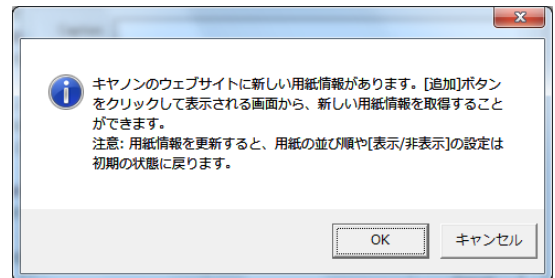 キヤノンのウェブサイトに新しい用紙情報があります。[追加]ボタン
をクリックして表示される画面から、新しい用紙情報を取得すること
ができます。
注意: 用紙情報を更新すると、用紙の並び順や[表示/非表示]の設定は
初期の状態に戻ります。
OK
キャンセル